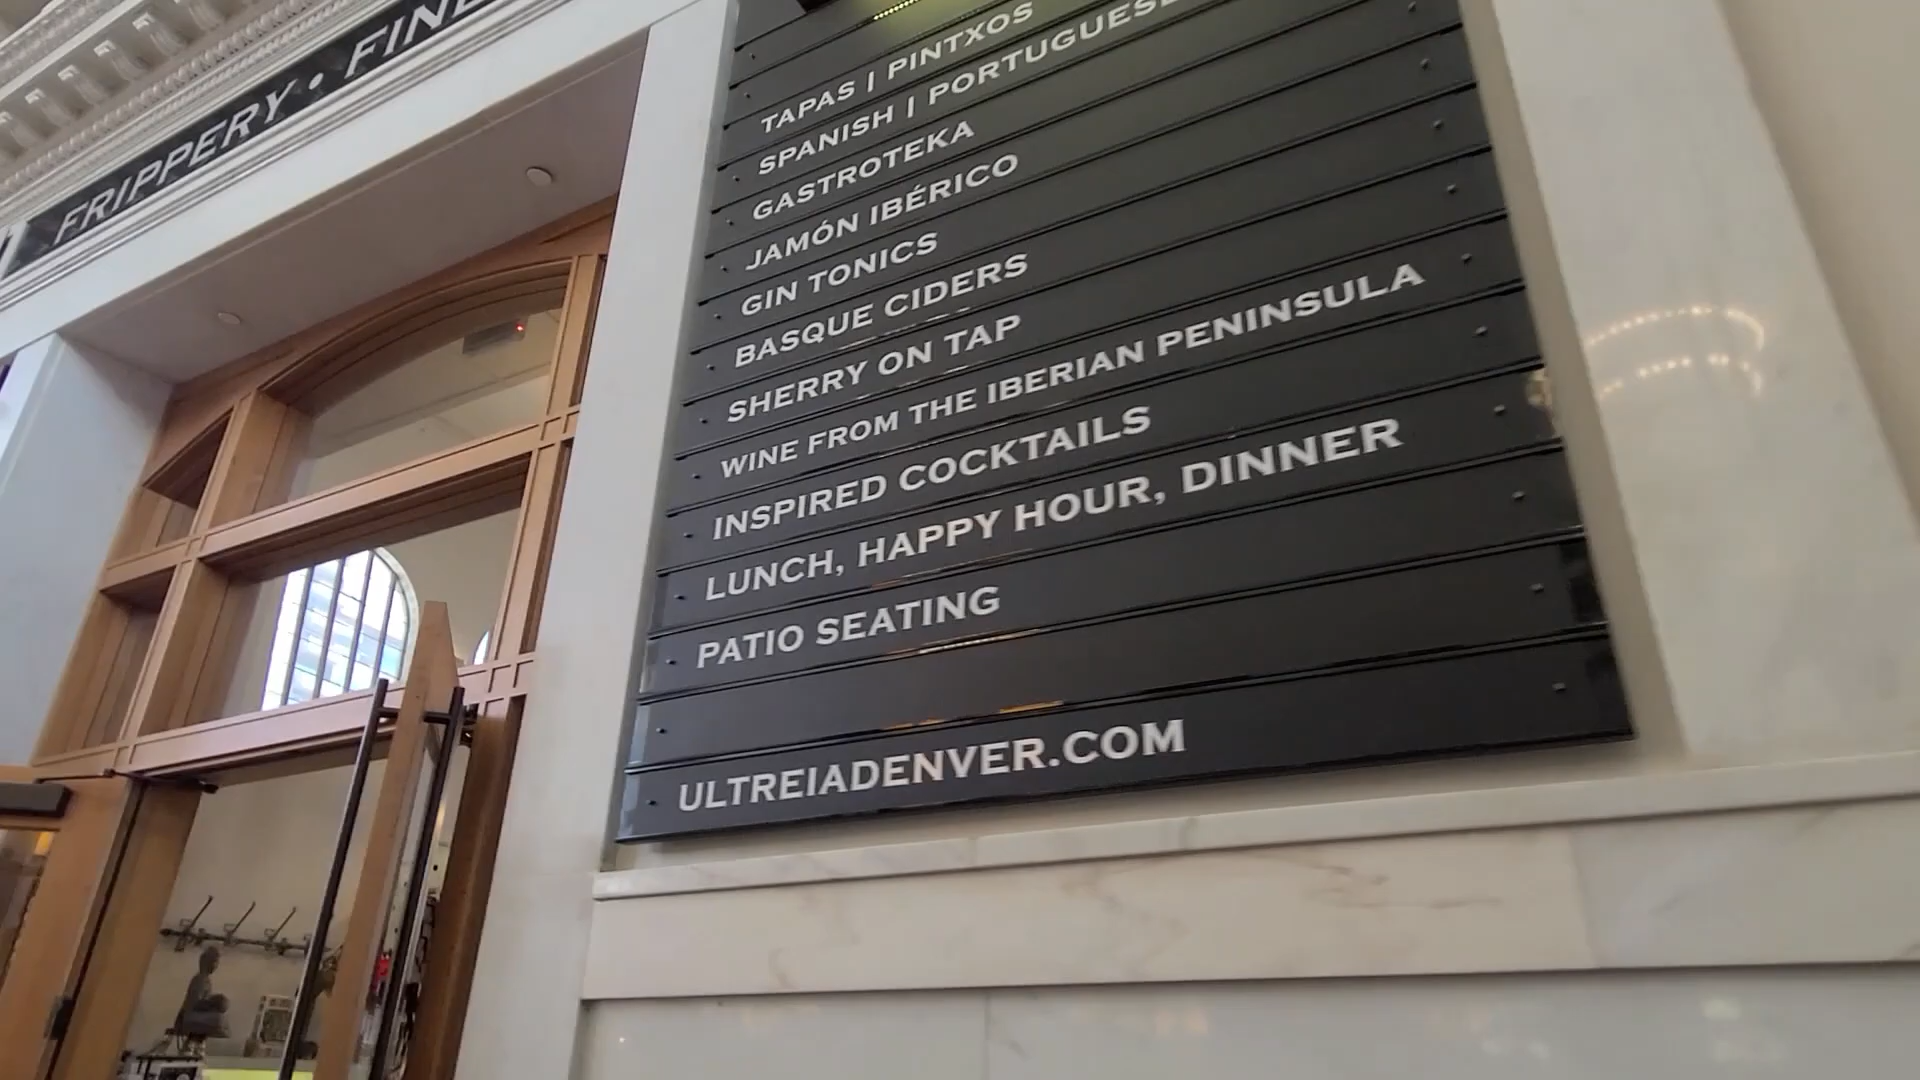 FRIPPERY • FINE
TAPAS | PINTXOS
SPANISH | PORTUGUESE
GASTROTEKA
JAMÓN IBÉRICO
GIN TONICS
BASQUE CIDERS
SHERRY ON TAP
WINE FROM THE IBERIAN PENINSULA
INSPIRED COCKTAILS
LUNCH, HAPPY HOUR, DINNER
PATIO SEATING
ULTREIADENVER.COM